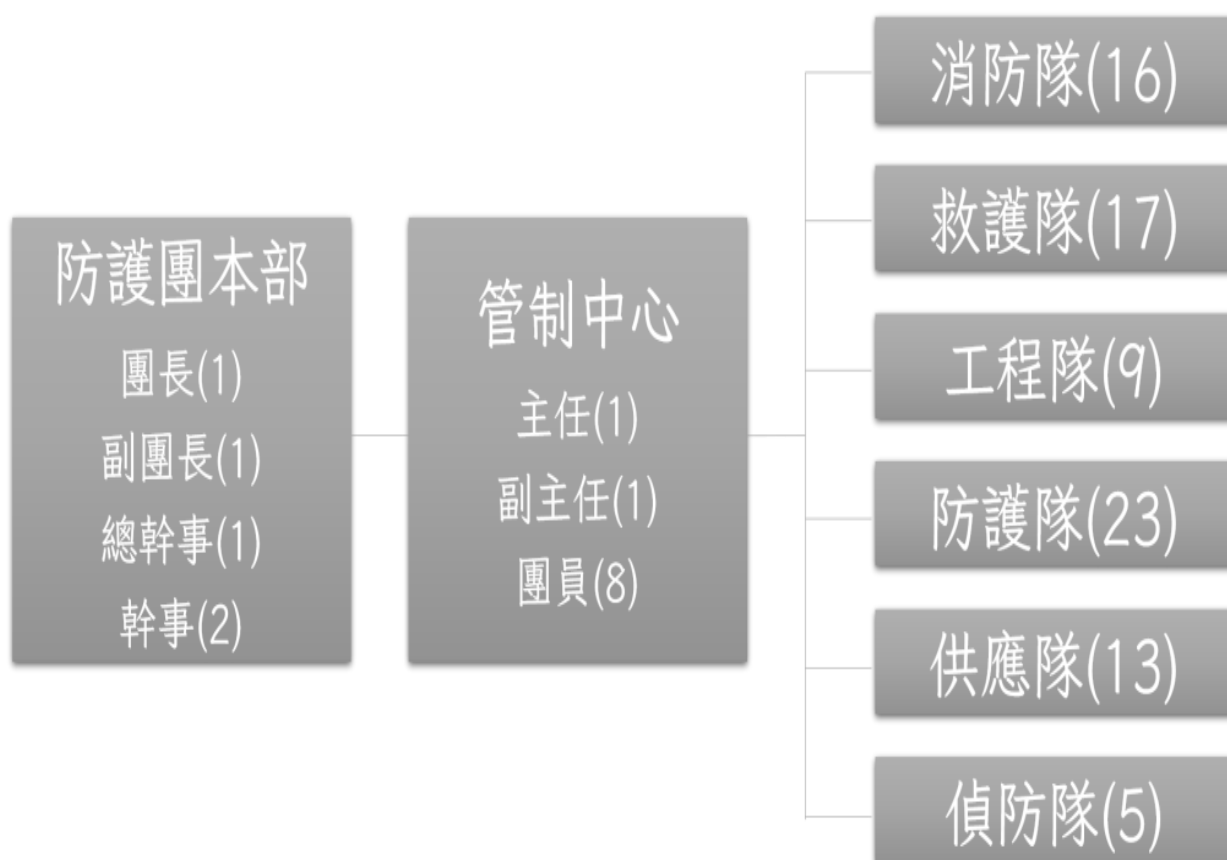 防護團本部
團長(1)
副團長(1)
總幹事(1)
幹事(2)
管制中心
主任(1)
副主任(1)
團員(8)
消防隊(16)
救護隊(17)
工程隊(9)
防護隊(23)
供應隊(13)
偵防隊(5)